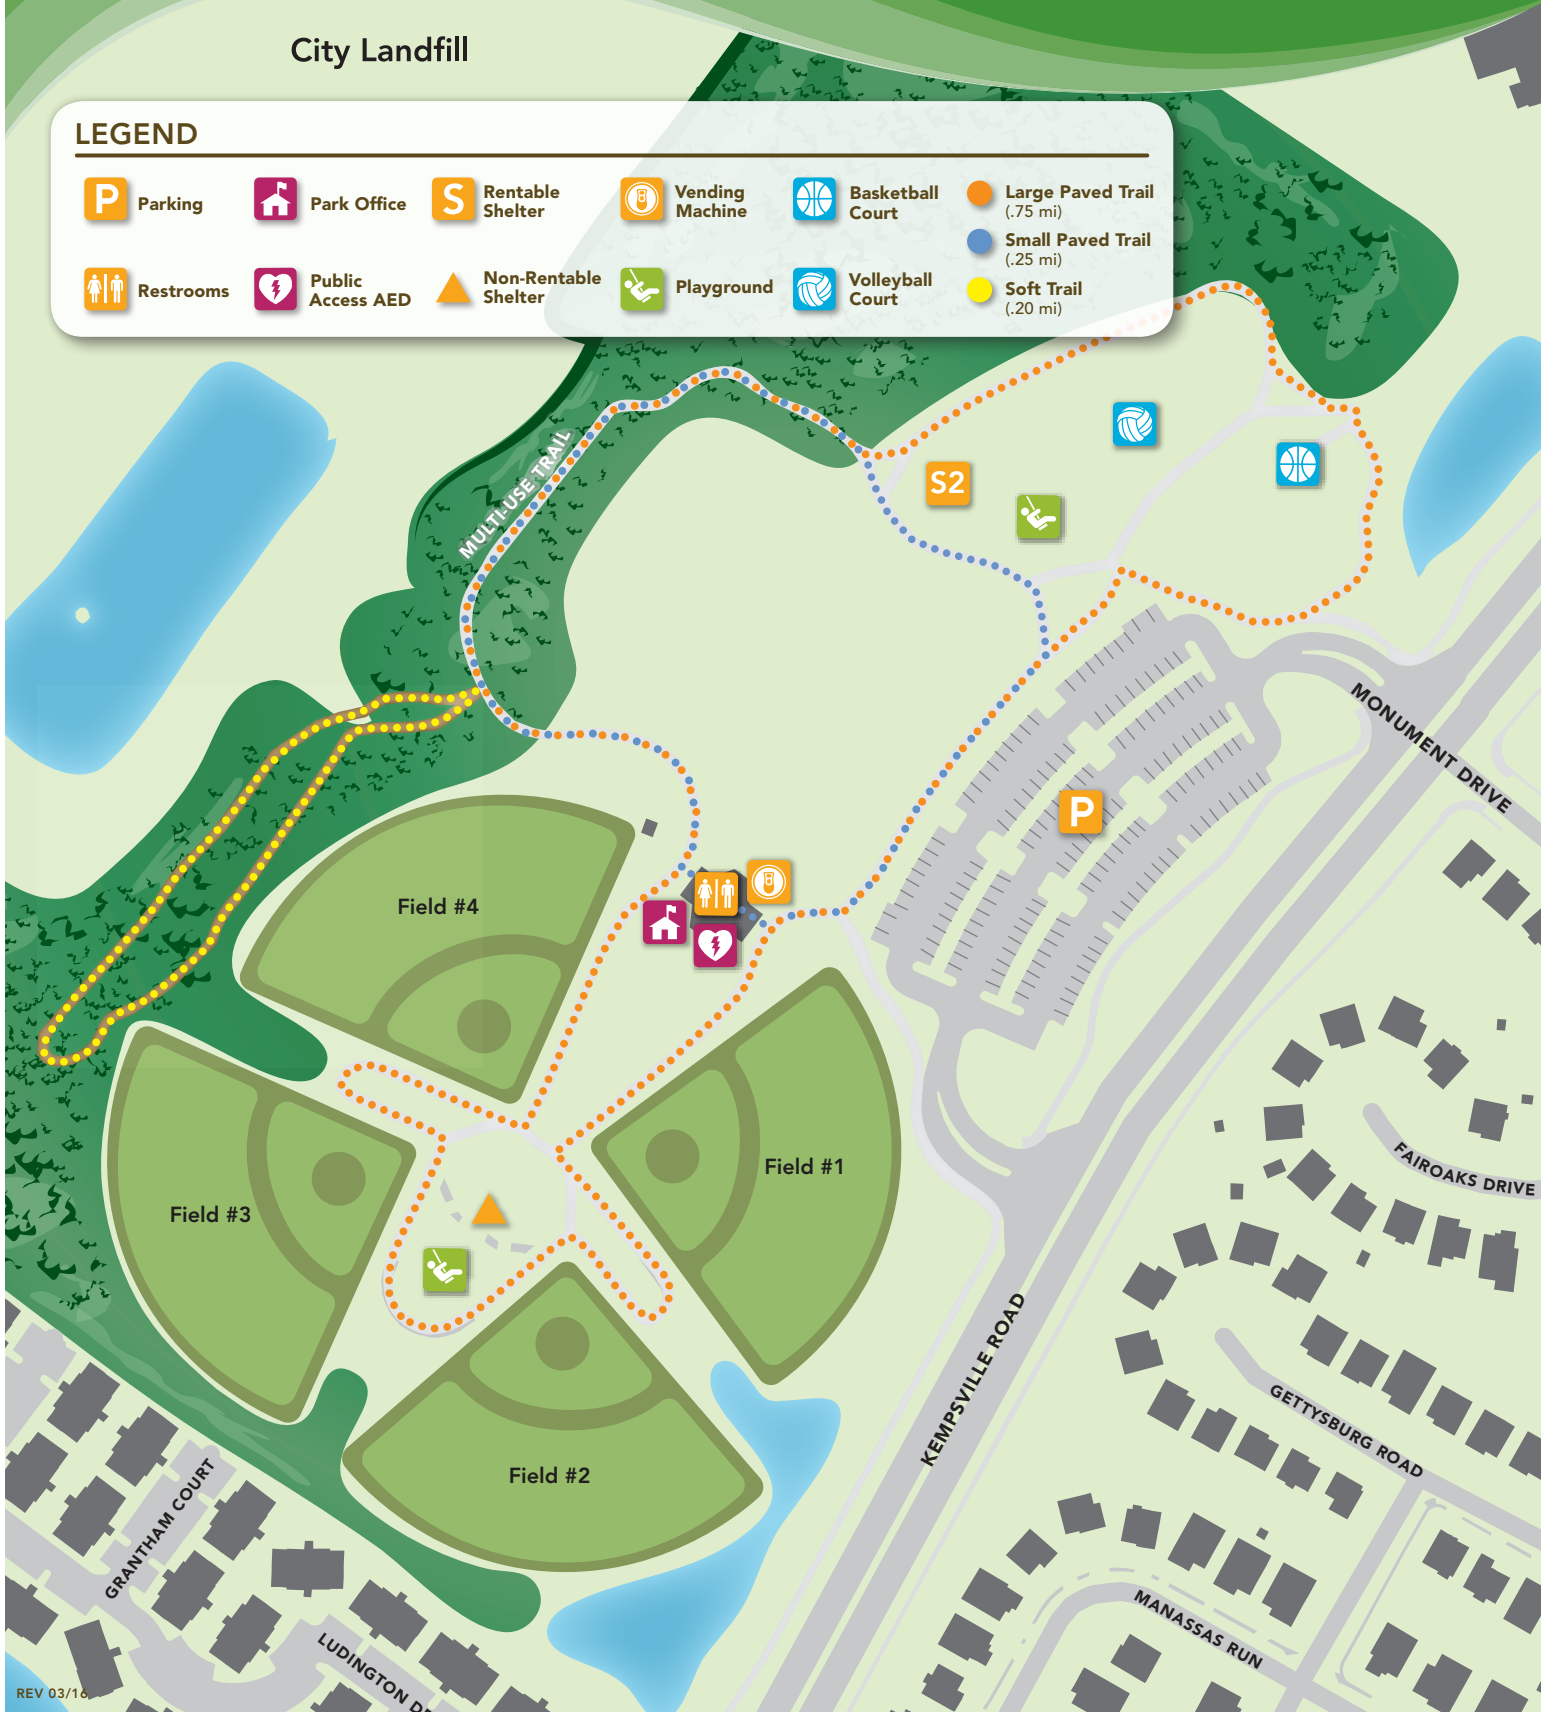 City Landfill
LEGEND
P
Parking
Park Office
S
Rentable
Shelter
Vending
Machine
Basketball
Court
Large Paved Trail
(.75 mi)
Small Paved Trail
(.25 mi)
Restrooms
Public
Access AED
Non-Rentable
Shelter
Playground
Volleyball
Court
Soft Trail
(.20 mi)
MULTI-USE TRAIL
S2
MONUMENT DRIVE
P
Field #4
Field #1
FAIROAKS DRIVE
Field #3
KEMPSVILLE ROAD
GETTYSBURG ROAD
Field #2
GRANTHAM COURT
MANASSAS RUN
LUDINGTON
REV 03/16